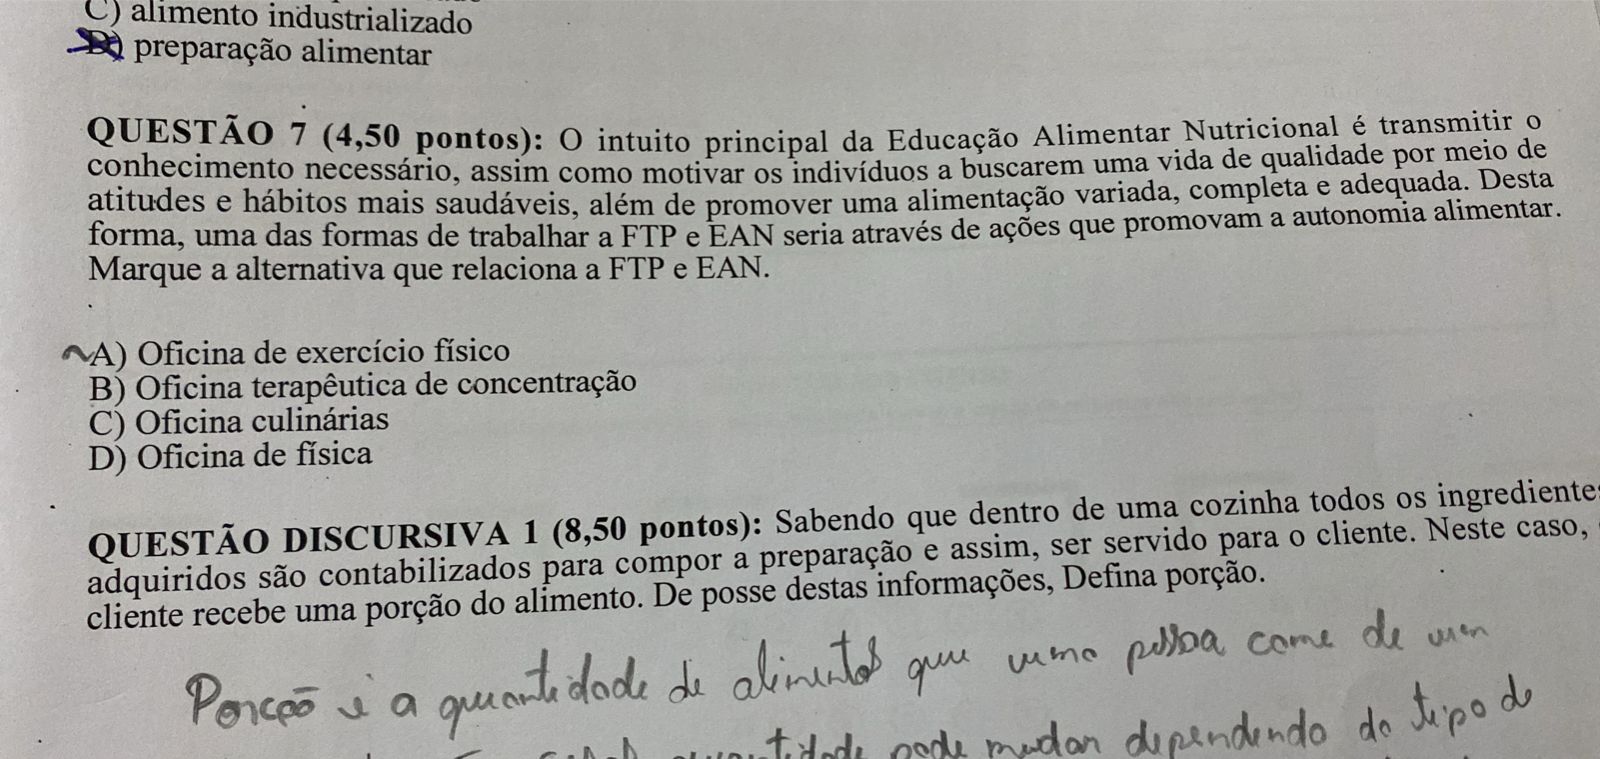 C) alimento industrializado
D) preparação alimentar
QUESTÃO 7 (4,50 pontos): O intuito principal da Educação Alimentar Nutricional é transmitir o
conhecimento necessário, assim como motivar os indivíduos a buscarem uma vida de qualidade por meio de
atitudes e hábitos mais saudáveis, além de promover uma alimentação variada, completa e adequada. Desta
forma, uma das formas de trabalhar a FTP e EAN seria através de ações que promovam a autonomia alimentar.
Marque a alternativa que relaciona a FTP e EAN.
A) Oficina de exercício físico
B) Oficina terapêutica de concentração
C) Oficina culinárias
D) Oficina de física
QUESTÃO DISCURSIVA 1 (8,50 pontos): Sabendo que dentro de uma cozinha todos os ingredientes
adquiridos são contabilizados para compor a preparação e assim, ser servido para o cliente. Neste caso,
cliente recebe uma porção do alimento. De posse destas informações, Defina porção.
Porção é a quantidade de alimentos que uma pessoa come de um
quantidade pode mudar dependendo do tipo de